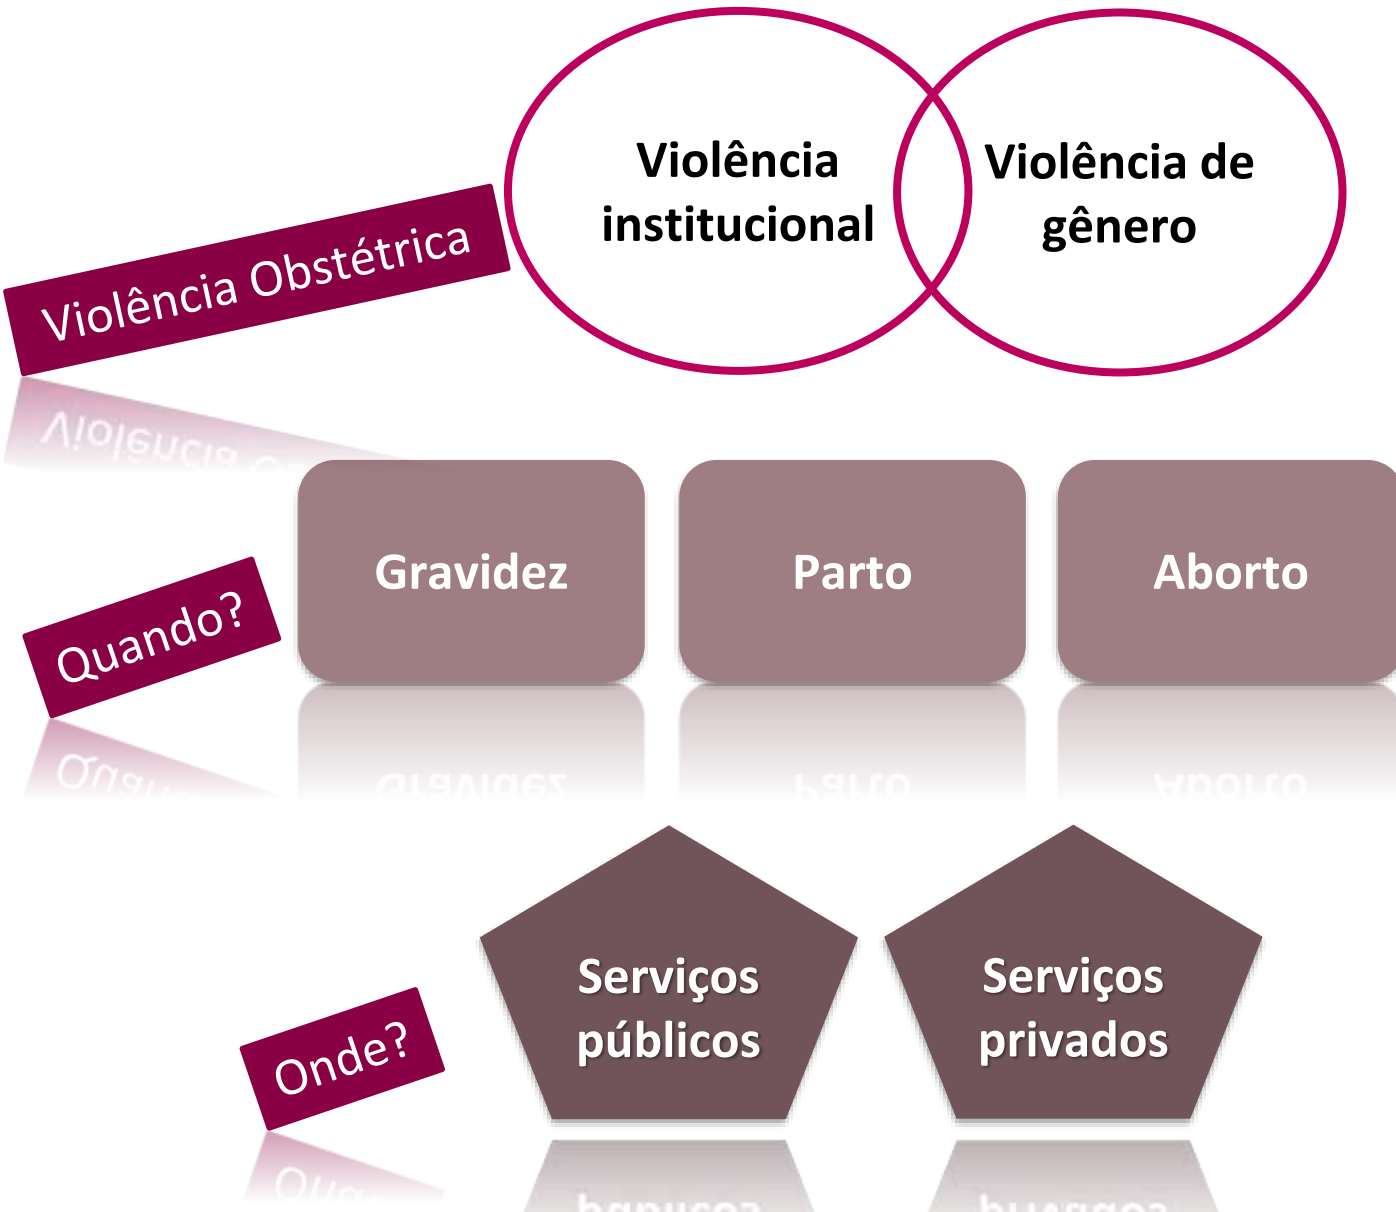 Violência
institucional
Violência de
gênero
Violência Obstétrica
Quando?
Gravidez
Parto
Aborto
Onde?
Serviços
públicos
Serviços
privados